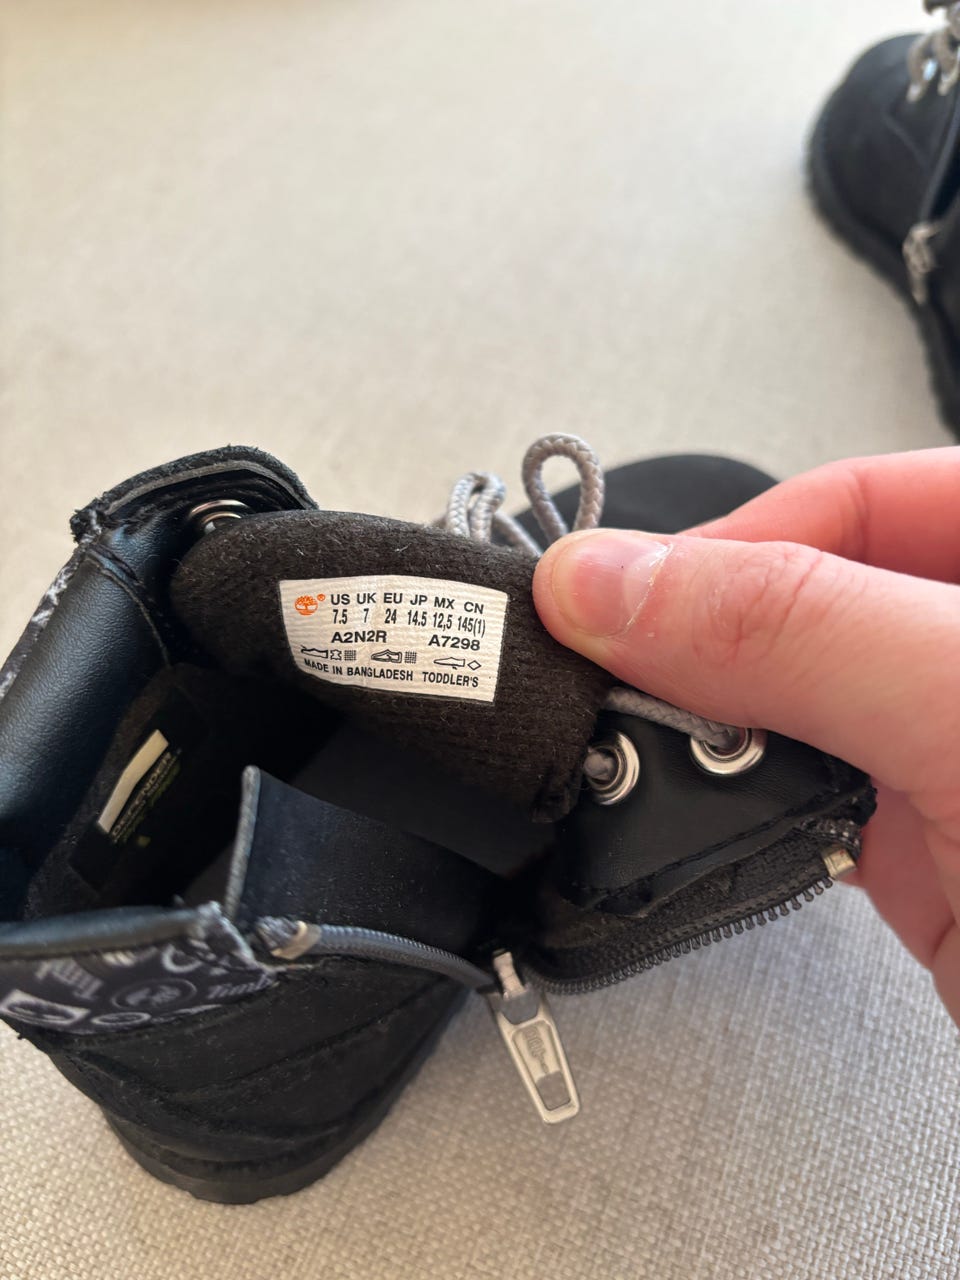 US UK EU JP MX CN
7.5 7 24 14.5 12,5 145(1)
A2N2R A7298
MADE IN BANGLADESH TODDLER'S